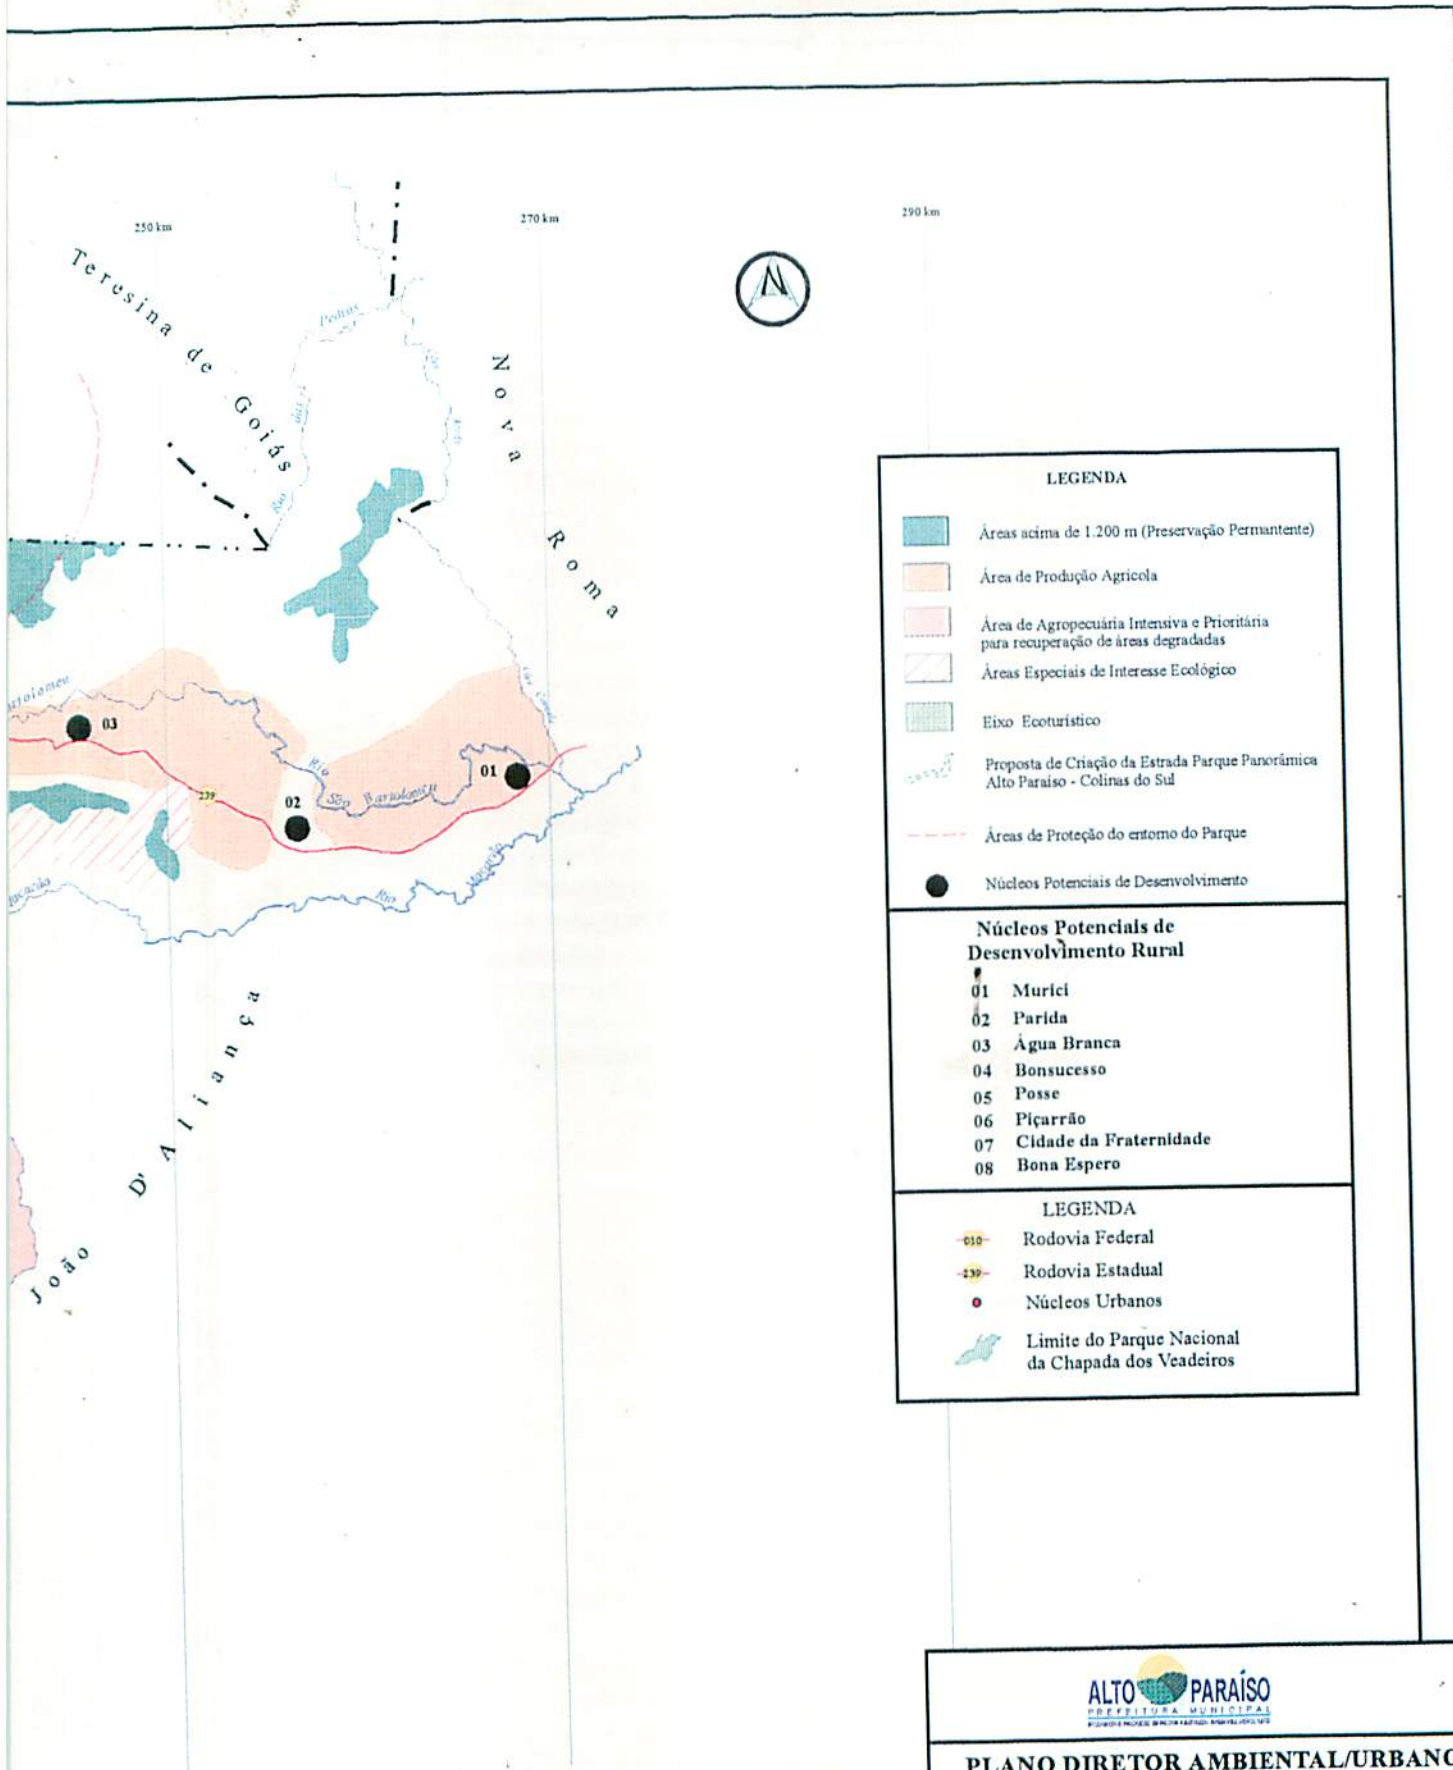 250 km
270 km
290 km
Teresina de Goiás
Pedras
das
Rio
Nova Roma
LEGENDA
Áreas acima de 1.200 m (Preservação Permantente)
Área de Produção Agricola
Área de Agropecuária Intensiva e Prioritária
para recuperação de áreas degradadas
Áreas Especiais de Interesse Ecológico
Eixo Ecoturístico
Proposta de Criação da Estrada Parque Panorâmica
Alto Paraíso - Colinas do Sul
Áreas de Proteção do entorno do Parque
Núcleos Potenciais de Desenvolvimento
03
239
02
01
Rio São Bartolomeu
Rio Macacão
João D' Aliança
Núcleos Potenciais de
Desenvolvimento Rural
01 Murici
02 Parida
03 Água Branca
04 Bonsucesso
05 Posse
06 Piçarrão
07 Cidade da Fraternidade
08 Bona Espero
LEGENDA
010 Rodovia Federal
239 Rodovia Estadual
Núcleos Urbanos
Limite do Parque Nacional
da Chapada dos Veadeiros
ALTO PARAÍSO
PREFEITURA MUNICIPAL
PLANO DIRETOR AMBIENTAL/URBANO